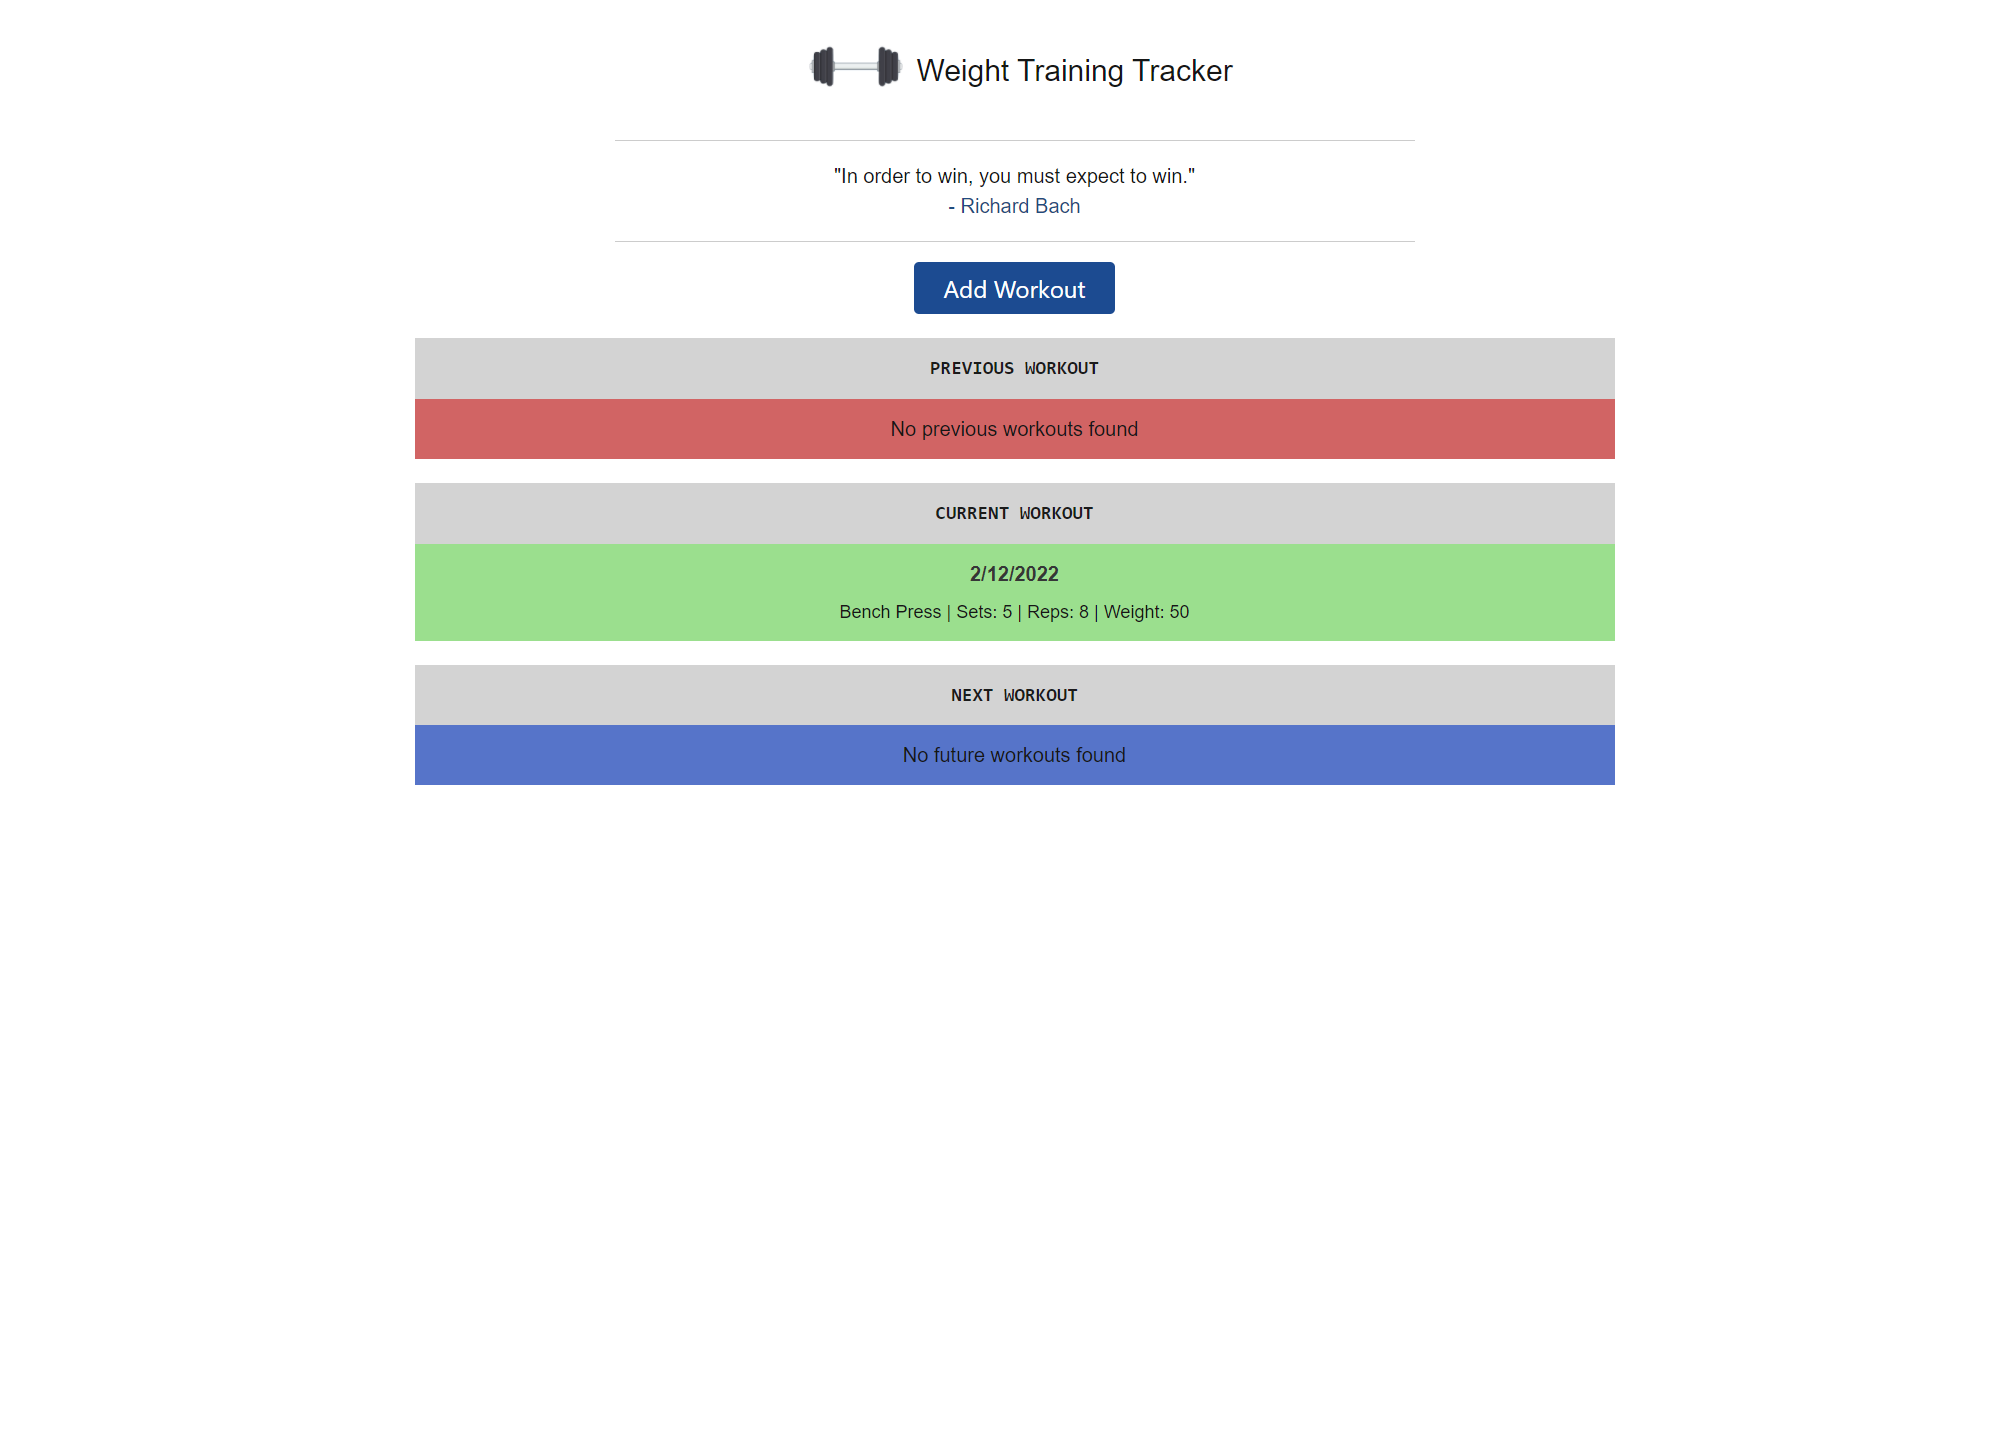 Weight Training Tracker
"In order to win, you must expect to win."
- Richard Bach
Add Workout
PREVIOUS WORKOUT
No previous workouts found
CURRENT WORKOUT
2/12/2022
Bench Press | Sets: 5 | Reps: 8 | Weight: 50
NEXT WORKOUT
No future workouts found